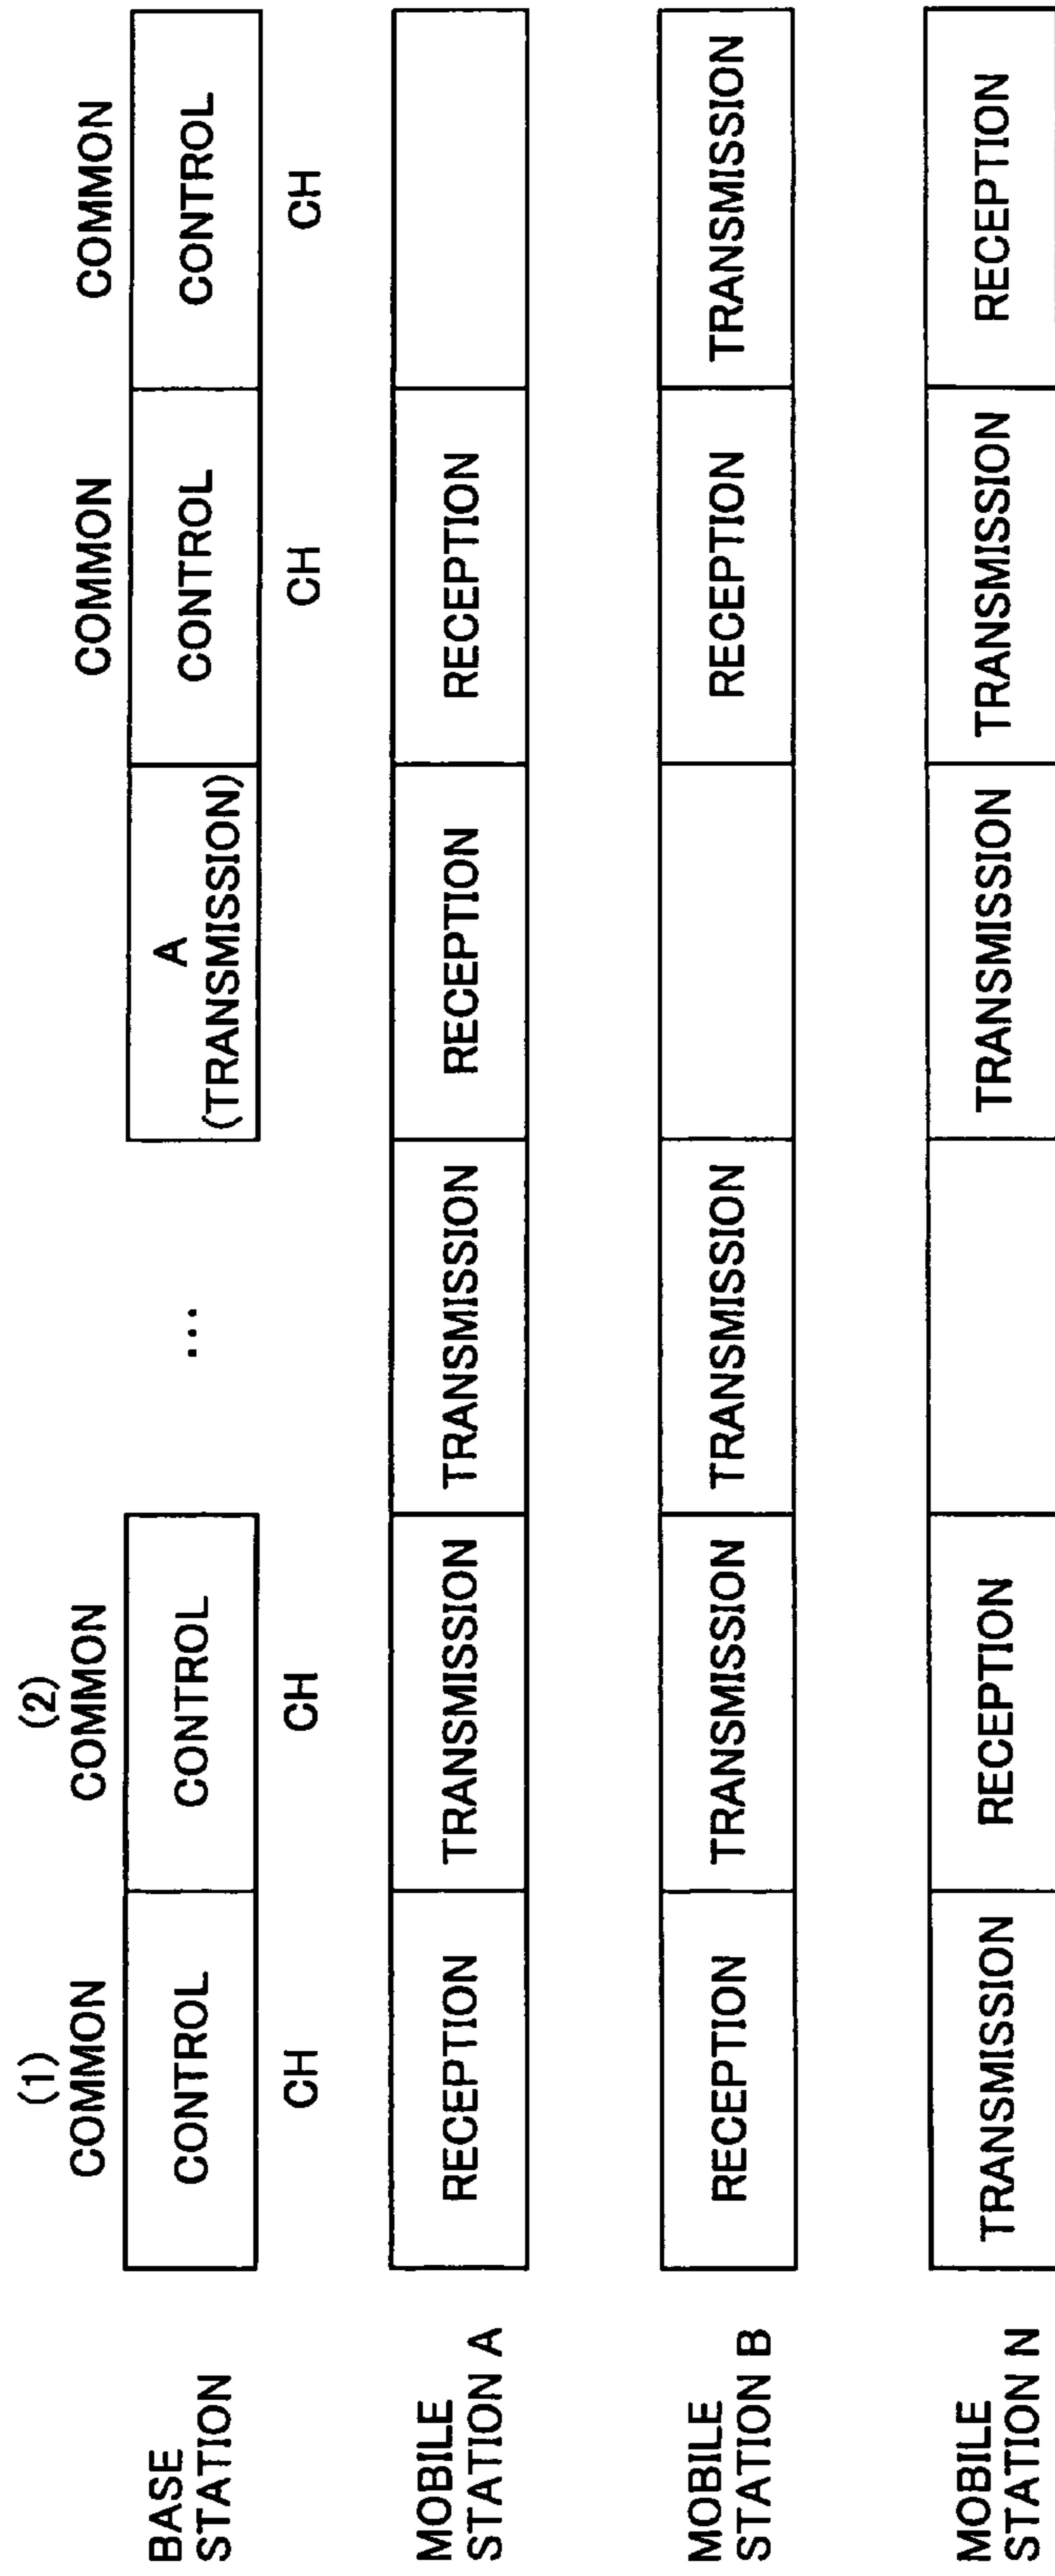 (1)
COMMON
(2)
COMMON
COMMON
COMMON
BASE
STATION
CONTROL
CONTROL
...
A
(TRANSMISSION)
CONTROL
CONTROL
CH
CH
CH
CH
MOBILE
STATION A
RECEPTION
TRANSMISSION
TRANSMISSION
RECEPTION
RECEPTION
MOBILE
STATION B
RECEPTION
TRANSMISSION
TRANSMISSION
RECEPTION
TRANSMISSION
MOBILE
STATION N
TRANSMISSION
RECEPTION
TRANSMISSION
TRANSMISSION
RECEPTION